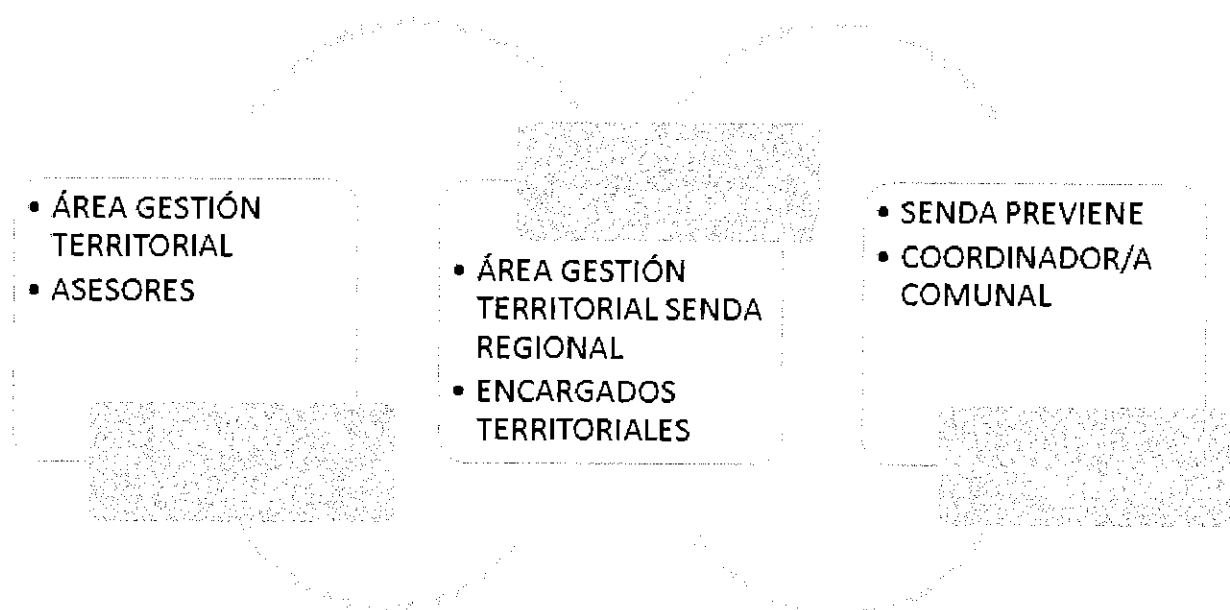 • ÁREA GESTIÓN
TERRITORIAL
• ASESORES
• ÁREA GESTIÓN
TERRITORIAL SENDA
REGIONAL
• ENCARGADOS
TERRITORIALES
• SENDA PREVIENE
• COORDINADOR/A
COMUNAL